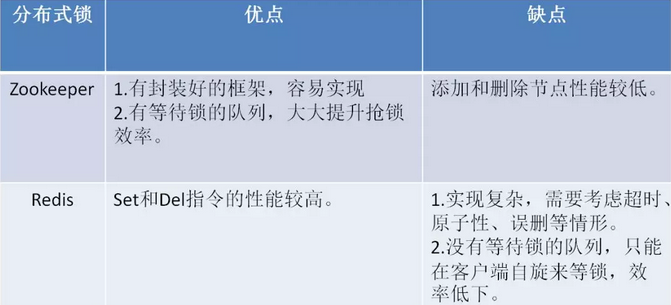 分布式锁 优点 缺点
Zookeeper 1.有封装好的框架，容易实现 添加和删除节点性能较低。
2.有等待锁的队列，大大提升抢锁
效率。
Redis Set和Del指令的性能较高。 1.实现复杂，需要考虑超时、
原子性、误删等情形。
2.没有等待锁的队列，只能
在客户端自旋来等锁，效
率低下。